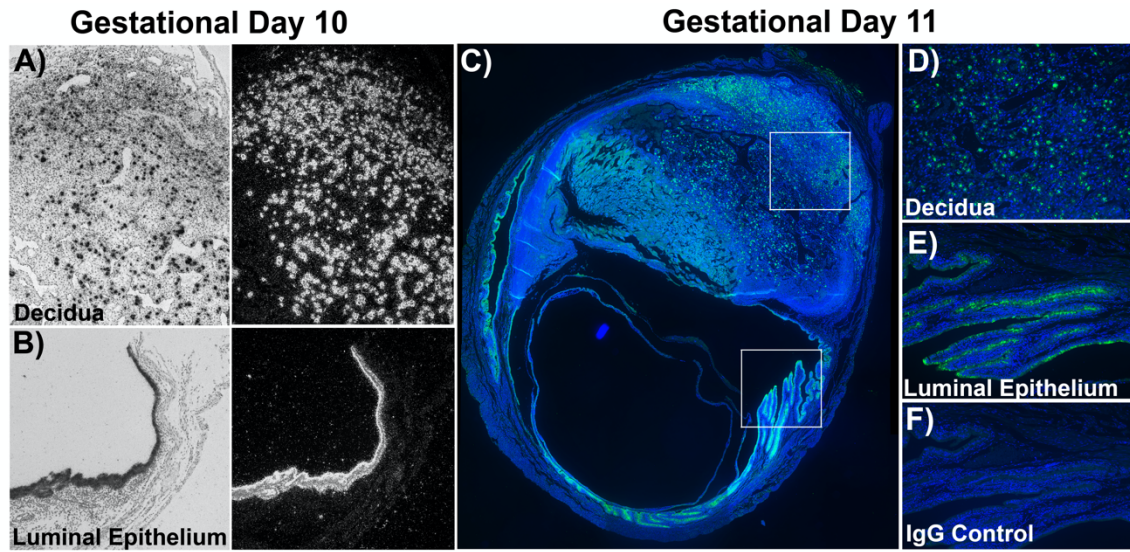 Gestational Day 10
Gestational Day 11
A)
Decidua
B)
Luminal Epithelium
C)
D)
Decidua
E)
Luminal Epithelium
F)
IgG Control